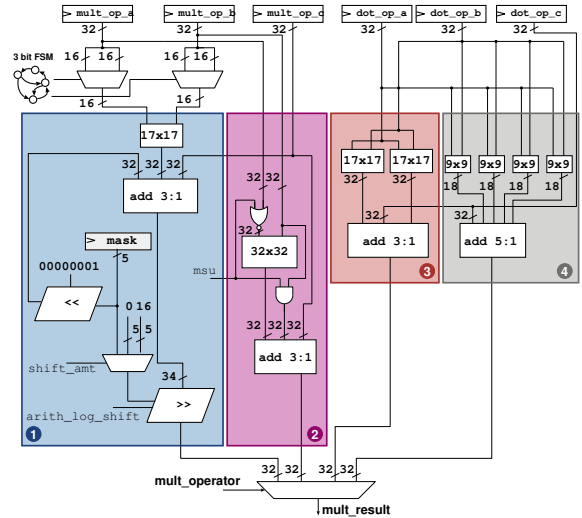 > mult_op_a > mult_op_b > mult_op_c > dot_op_a > dot_op_b > dot_op_c
32 32 32 32 32 32
3 bit FSM
16 16 16 16
16 16
17x17
32 32 32
add 3:1
> mask
5
00000001
<<
0 16
5 5
shift_amt
34
arith_log_shift
>>
1
32 32
32
32x32
msu
32 32 32
add 3:1
2
17x17 17x17
32 32
32
add 3:1
3
9x9 9x9 9x9 9x9
18 18 18 18
32
add 5:1
4
32 32 32 32
mult_operator
mult_result